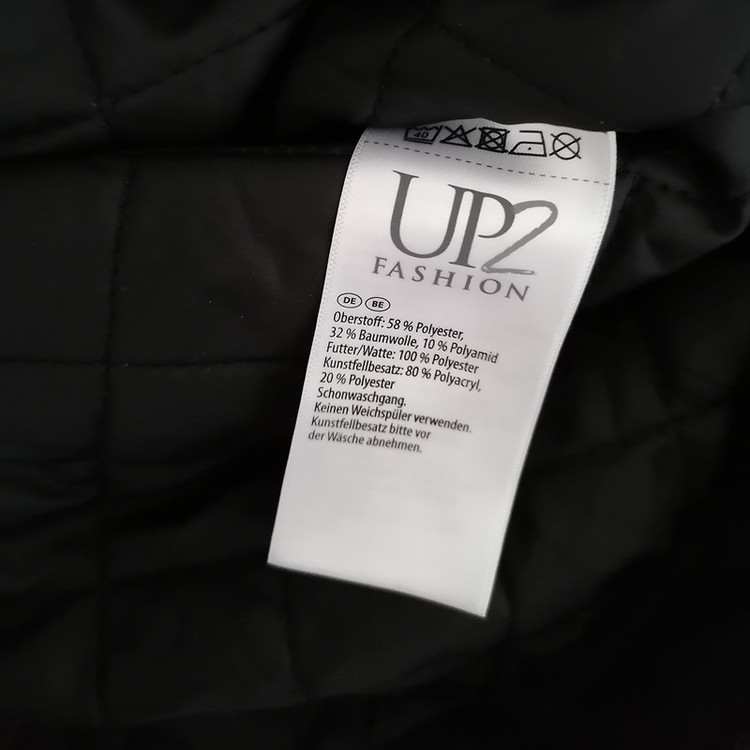 40
UP2
FASHION
DE BE
Oberstoff: 58 % Polyester,
32 % Baumwolle, 10 % Polyamid
Futter/Watte: 100 % Polyester
Kunstfellbesatz: 80 % Polyacryl,
20 % Polyester
Schonwaschgang.
Keinen Weichspüler verwenden.
Kunstfellbesatz bitte vor
der Wäsche abnehmen.